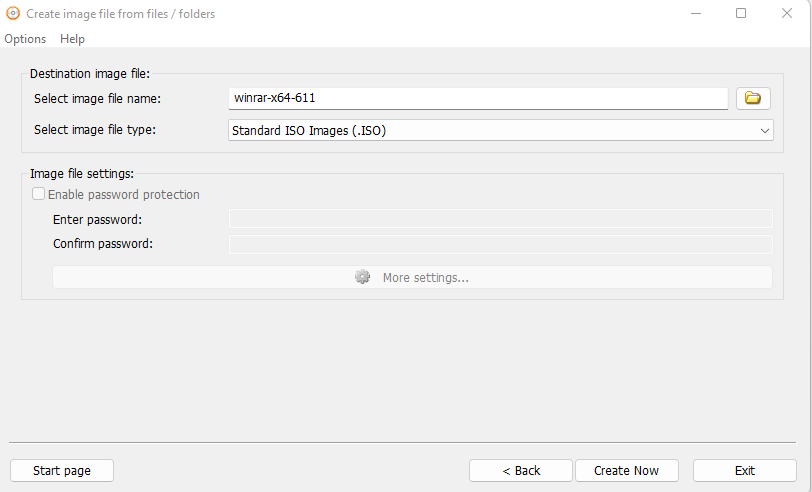 Create image file from files / folders
Options Help
Destination image file:
Select image file name: winrar-x64-611
Select image file type: Standard ISO Images (.ISO)
Image file settings:
Enable password protection
Enter password:
Confirm password:
More settings...
Start page < Back Create Now Exit